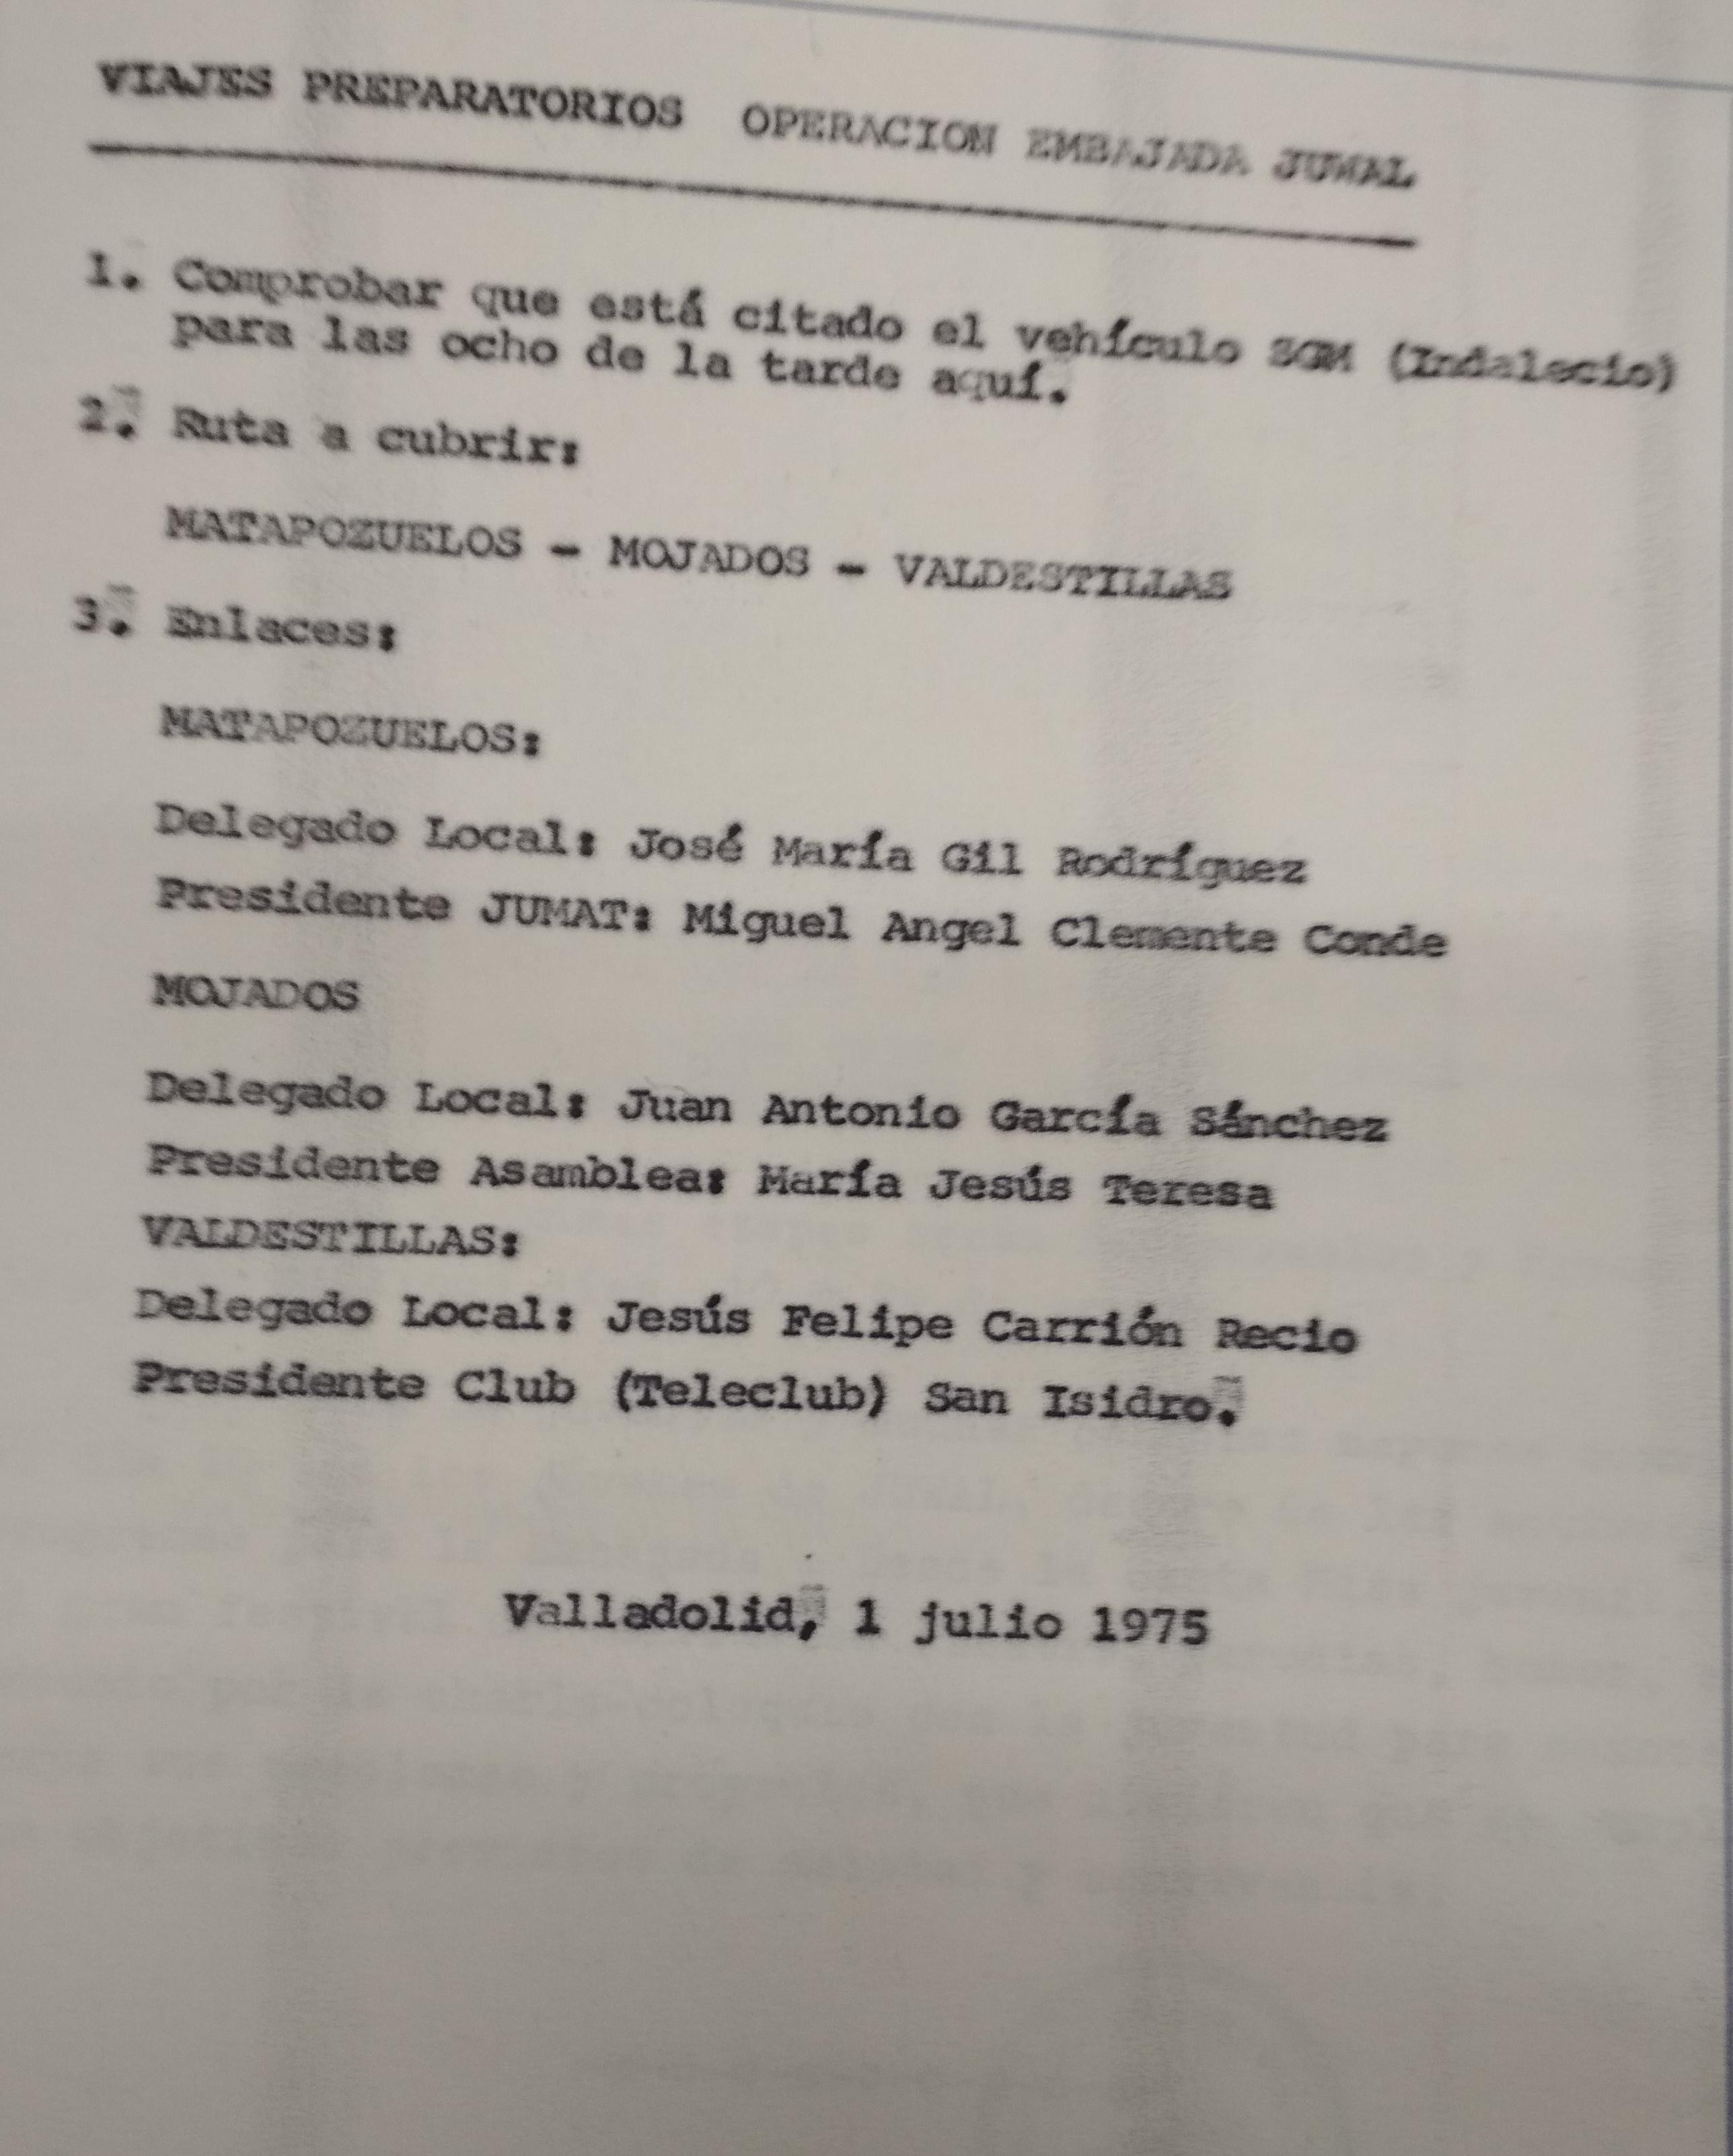 VIAJES PREPARATORIOS OPERACION EMBAJADA JUMAL
1. Comprobar que está citado el vehículo SGM (Indalecio)
para las ocho de la tarde aquí.
2. Ruta a cubrir:
MATAPOZUELOS - MOJADOS - VALDESTILLAS
3. Enlaces:
MATAPOZUELOS:
Delegado Local: José María Gil Rodríguez
Presidente JUMAT: Miguel Angel Clemente Conde
MOJADOS
Delegado Local: Juan Antonio García Sánchez
Presidente Asamblea: María Jesús Teresa
VALDESTILLAS:
Delegado Local: Jesús Felipe Carrión Recio
Presidente Club (Teleclub) San Isidro.
Valladolid, 1 julio 1975